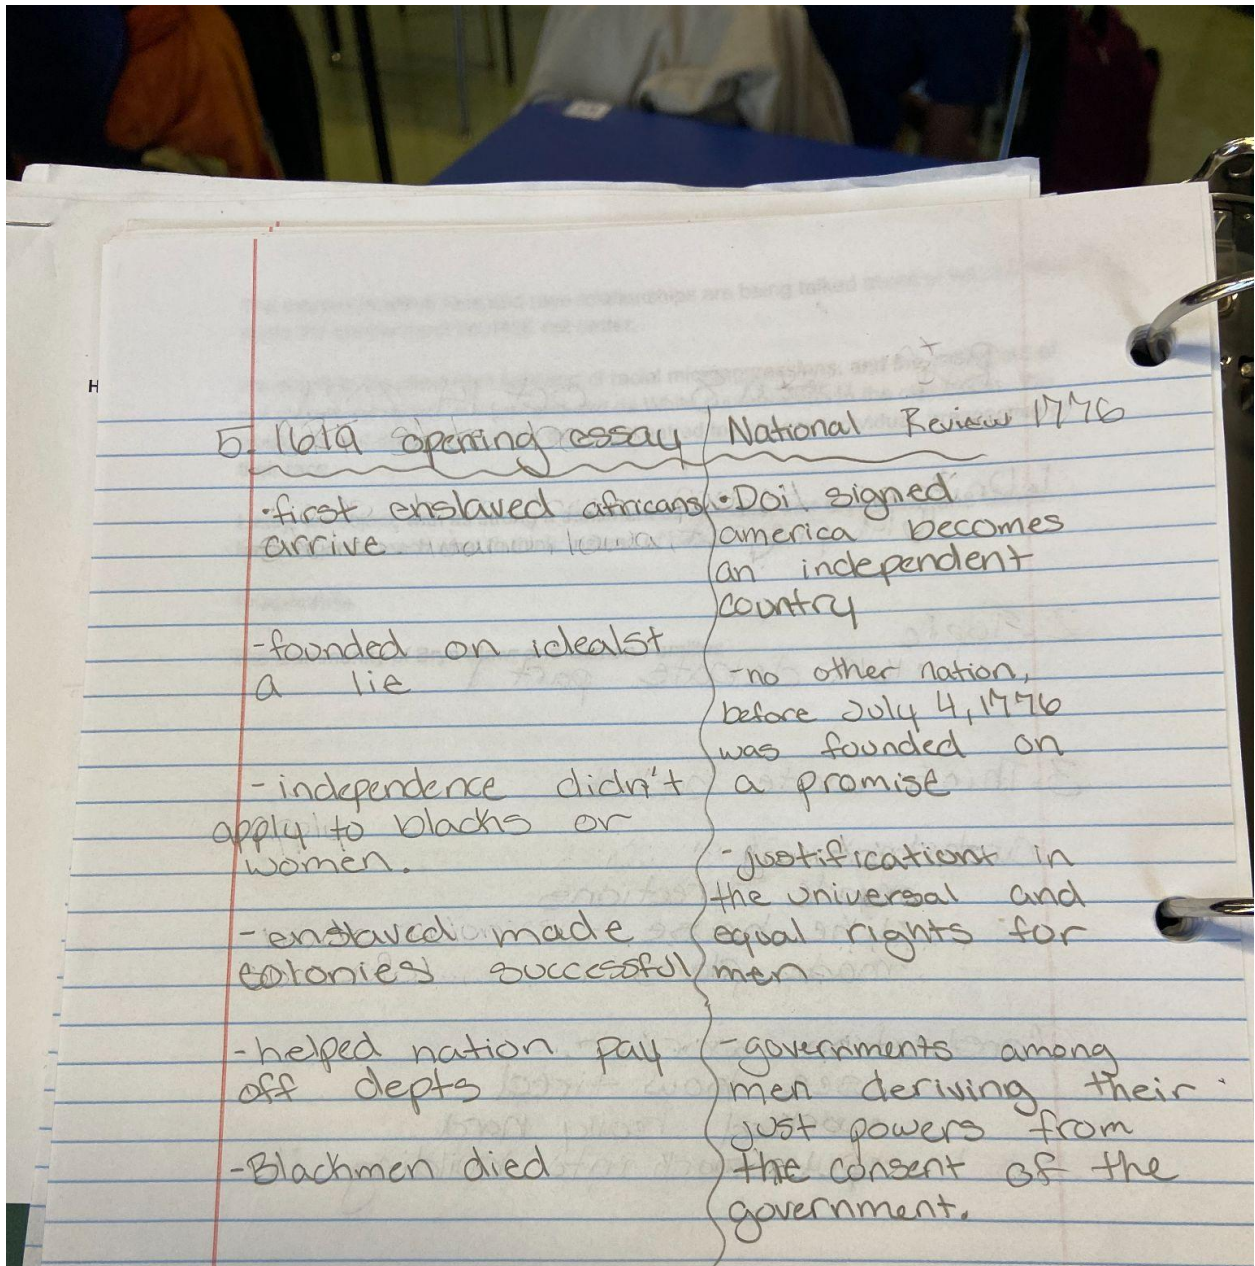 5. 1619 opening essay
·first enslaved africans
arrive
-founded on idealst
a lie
-independence didn't
apply to blacks or
women.
-enslaved made
colonies successful
-helped nation pay
off depts
-Blackmen died
National Review 1776
·DoI signed
america becomes
an independent
country
-no other nation,
before July 4, 1776
was founded on
a promise
-justification in
the universal and
equal rights for
men
-governments among
men deriving their
just powers from
the consent of the
government.
H